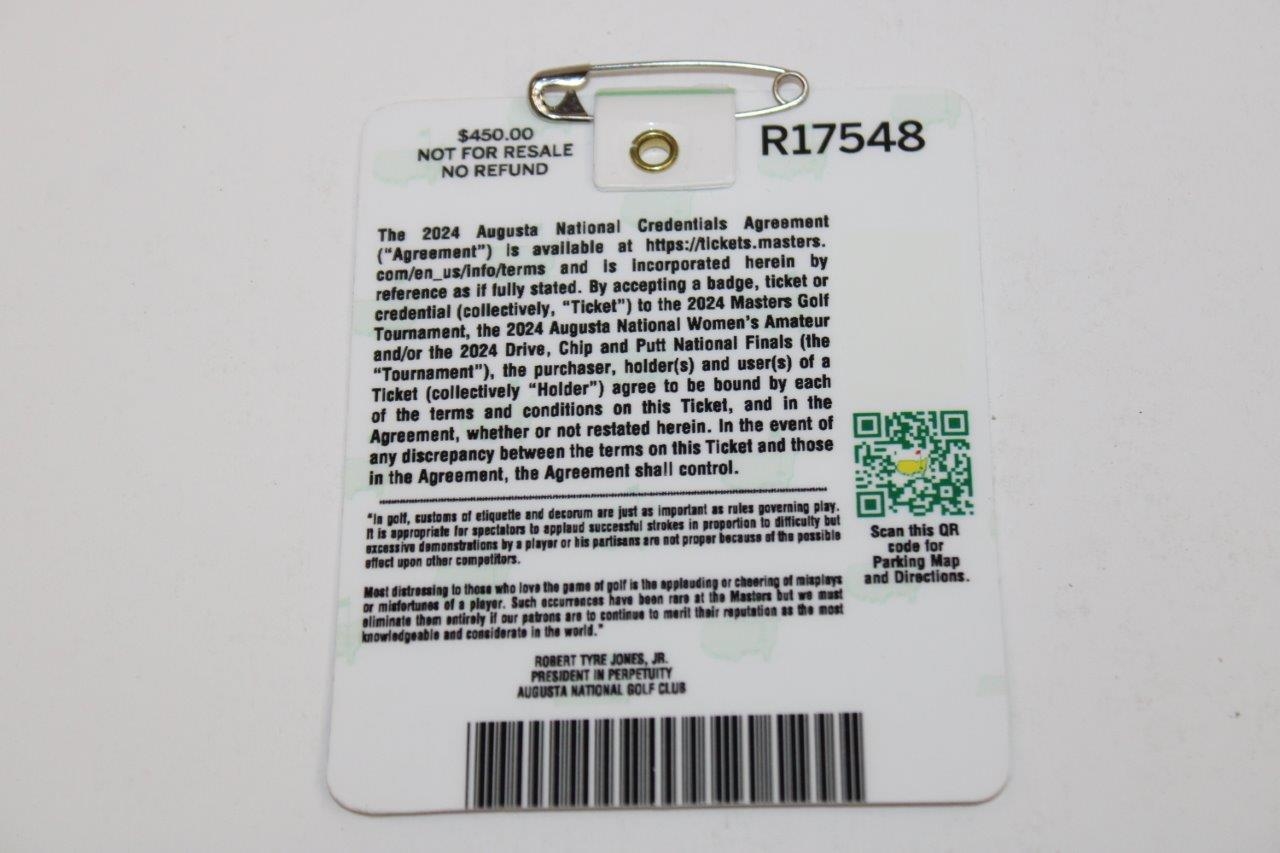 $450.00
NOT FOR RESALE
NO REFUND
R17548
The 2024 Augusta National Credentials Agreement
(“Agreement”) is available at https://tickets.masters.
com/en_us/info/terms and is incorporated herein by
reference as if fully stated. By accepting a badge, ticket or
credential (collectively, “Ticket”) to the 2024 Masters Golf
Tournament, the 2024 Augusta National Women's Amateur
and/or the 2024 Drive, Chip and Putt National Finals (the
“Tournament”), the purchaser, holder(s) and user(s) of a
Ticket (collectively “Holder”) agree to be bound by each
of the terms and conditions on this Ticket, and in the
Agreement, whether or not restated herein. In the event of
any discrepancy between the terms on this Ticket and those
in the Agreement, the Agreement shall control.
“In golf, customs of etiquette and decorum are just as important as rules governing play.
It is appropriate for spectators to applaud successful strokes in proportion to difficulty but
excessive demonstrations by a player or his partisans are not proper because of the possible
effect upon other competitors.
Most distressing to those who love the game of golf is the applauding or cheering of misplays
or misfortunes of a player. Such occurrences have been rare at the Masters but we must
eliminate them entirely if our patrons are to continue to merit their reputation as the most
knowledgeable and considerate in the world.”
ROBERT TYRE JONES, JR.
PRESIDENT IN PERPETUITY
AUGUSTA NATIONAL GOLF CLUB
Scan this QR
code for
Parking Map
and Directions.